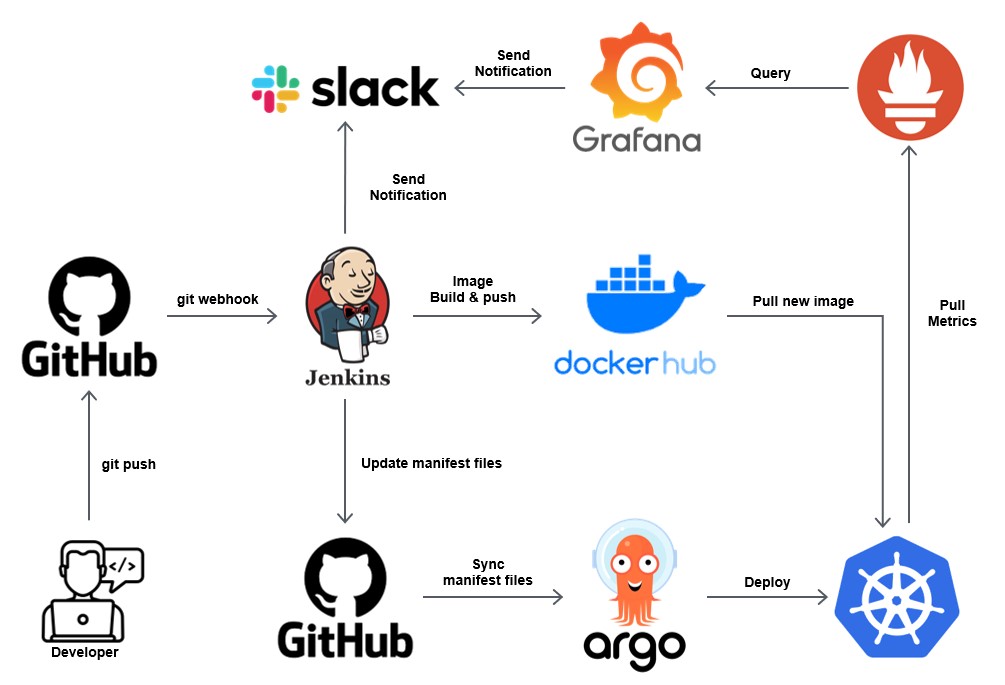 Send
Notification
Query
slack
Grafana
Send
Notification
Image
Build & push
git webhook
Pull new image
Pull
Metrics
GitHub
Jenkins
docker hub
git push
Update manifest files
</>
Sync
manifest files
Deploy
Developer
GitHub
argo